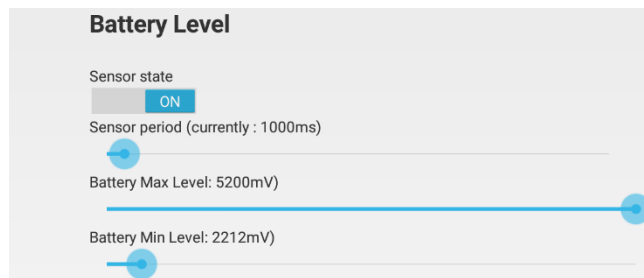 Battery Level
Sensor state
ON
Sensor period (currently : 1000ms)
Battery Max Level: 5200mV)
Battery Min Level: 2212mV)